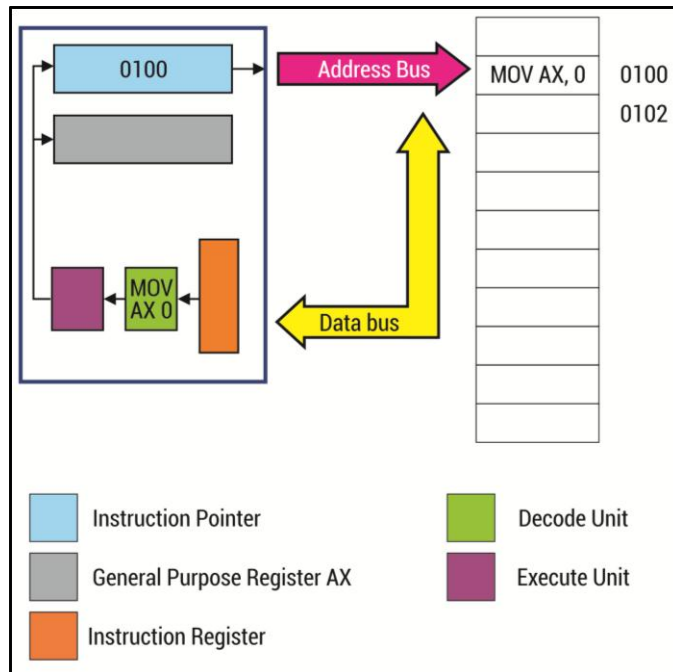 0100
Address Bus
MOV AX, 0
0100
0102
MOV
AX 0
Data bus
Instruction Pointer
Decode Unit
General Purpose Register AX
Execute Unit
Instruction Register